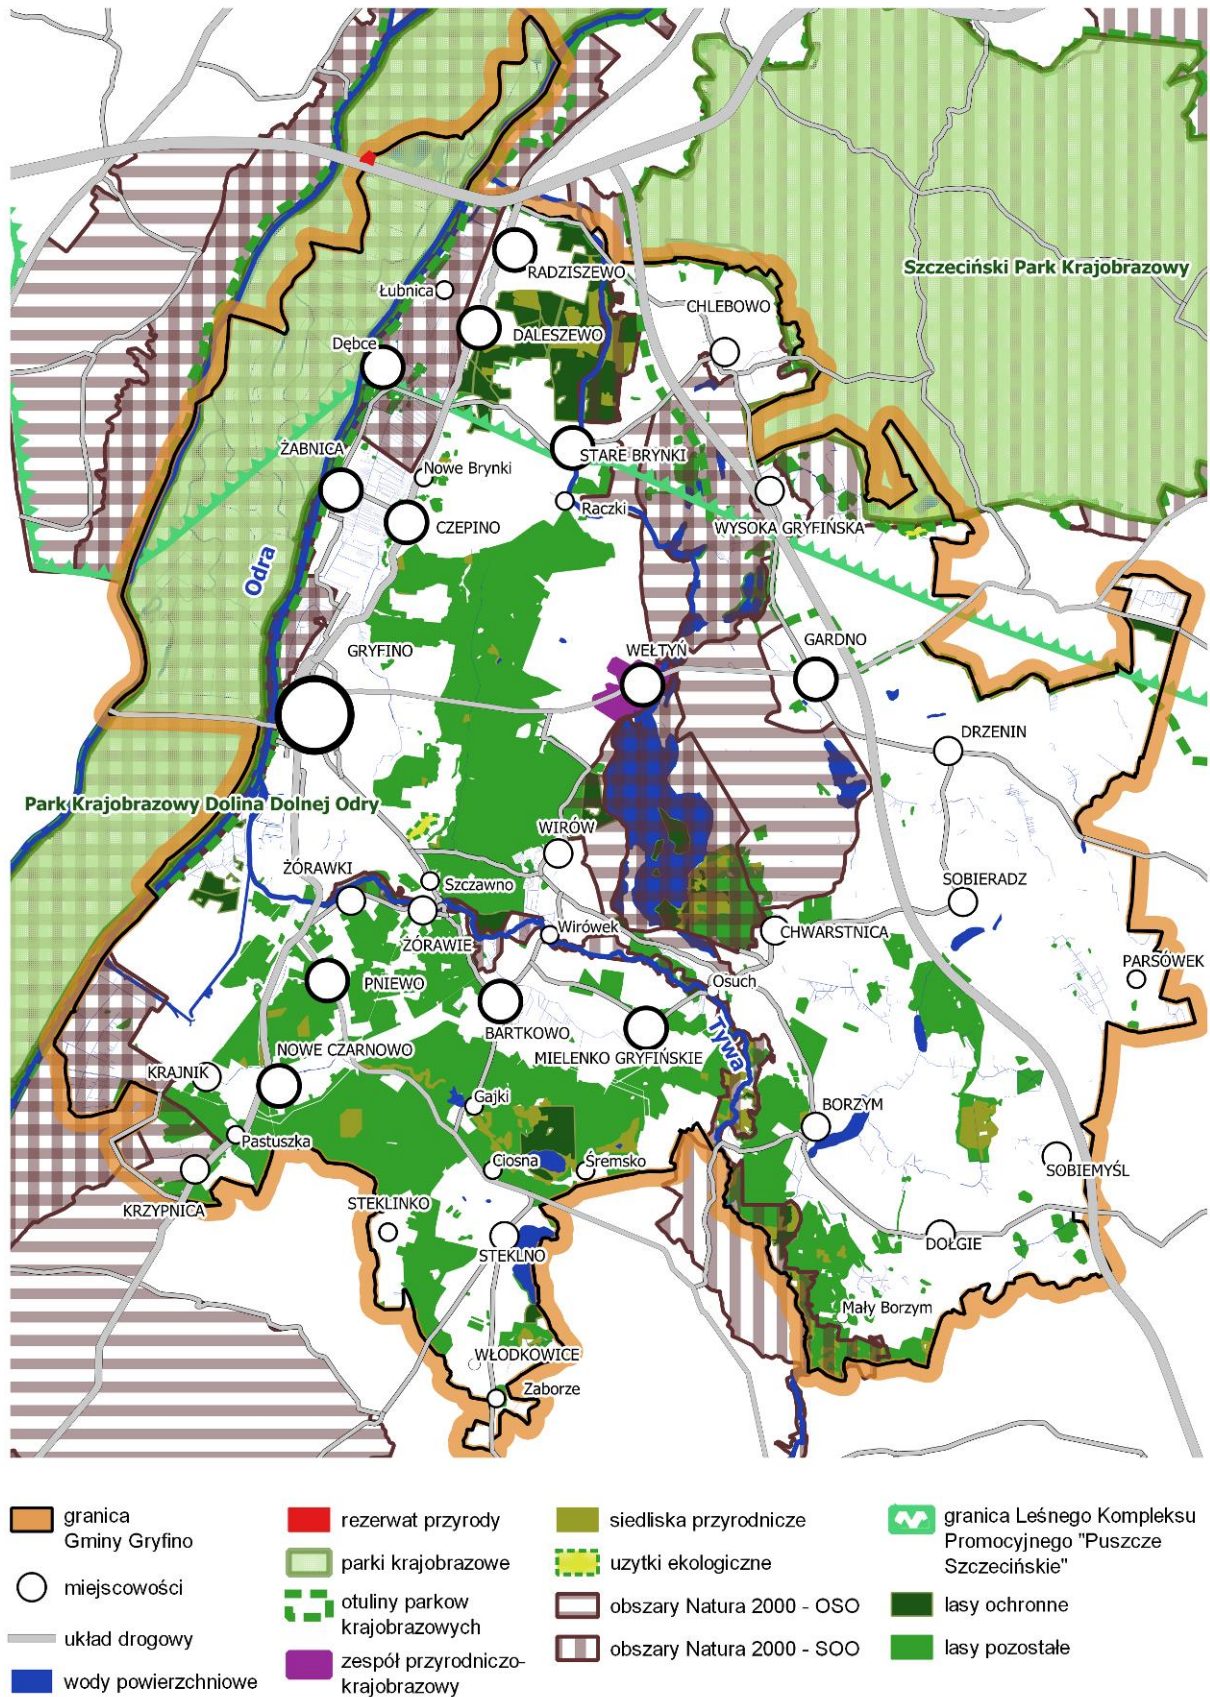 Szczeciński Park Krajobrazowy
RADZISZEWO
Łubnica
CHLEBOWO
DALESZEWO
Dębce
ŻABNICA
STARE BRYNKI
Nowe Brynki
Raczki
WYSOKA GRYFIŃSKA
CZEPINO
Odra
GRYFINO
WEŁTYŃ
GARDNO
DRZENIN
Park Krajobrazowy Dolina Dolnej Odry
WIRÓW
ŻÓRAWKI
Szczawno
SOBIERADZ
ŻÓRAWIE
Wirówek
CHWARSTNICA
PARSÓWEK
PNIEWO
Osuch
BARTKOWO
Tywa
MIELENKO GRYFIŃSKIE
NOWE CZARNOWO
KRAJNIK
Gajki
BORZYM
Pastuszka
Ciosna
Śremsko
SOBIEMYŚL
KRZYPNICA
STEKLINKO
STEKLNO
DOŁGIE
Mały Borzym
WŁODKOWICE
Zaborze
granica
Gminy Gryfino
miejscowości
układ drogowy
wody powierzchniowe
rezerwat przyrody
parki krajobrazowe
otuliny parkow
krajobrazowych
zespół przyrodniczo-
krajobrazowy
siedliska przyrodnicze
uzytki ekologiczne
obszary Natura 2000 - OSO
obszary Natura 2000 - SOO
granica Leśnego Kompleksu
Promocyjnego "Puszcze
Szczecińskie"
lasy ochronne
lasy pozostałe